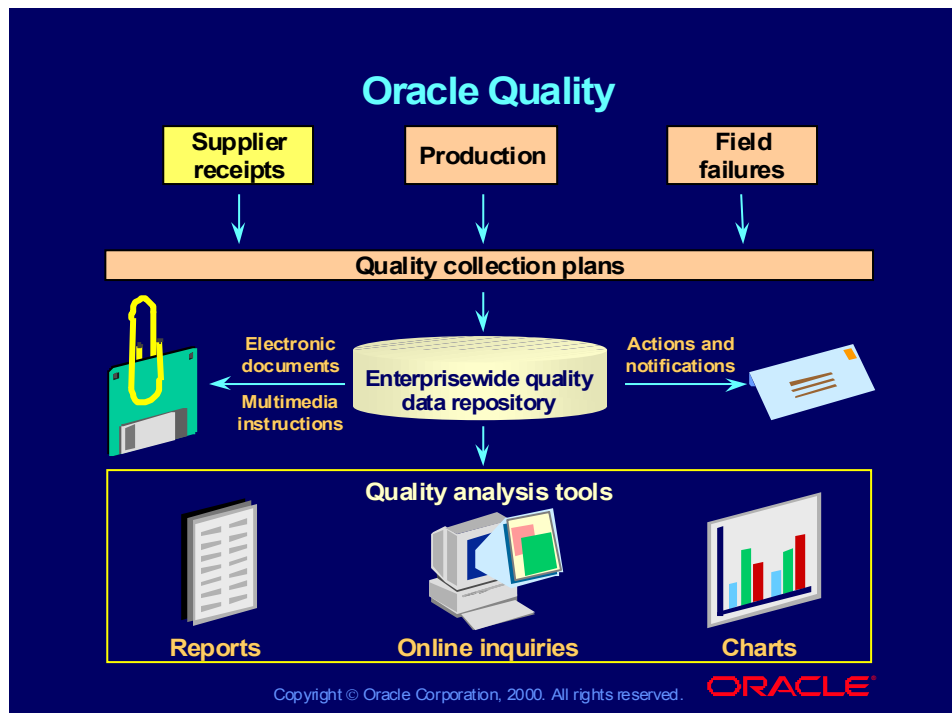 Oracle Quality
Supplier
receipts
Production
Field
failures
Quality collection plans
Electronic
documents
Multimedia
instructions
Enterprisewide quality
data repository
Actions and
notifications
Quality analysis tools
Reports
Online inquiries
Charts
Copyright © Oracle Corporation, 2000. All rights reserved.
ORACLE®